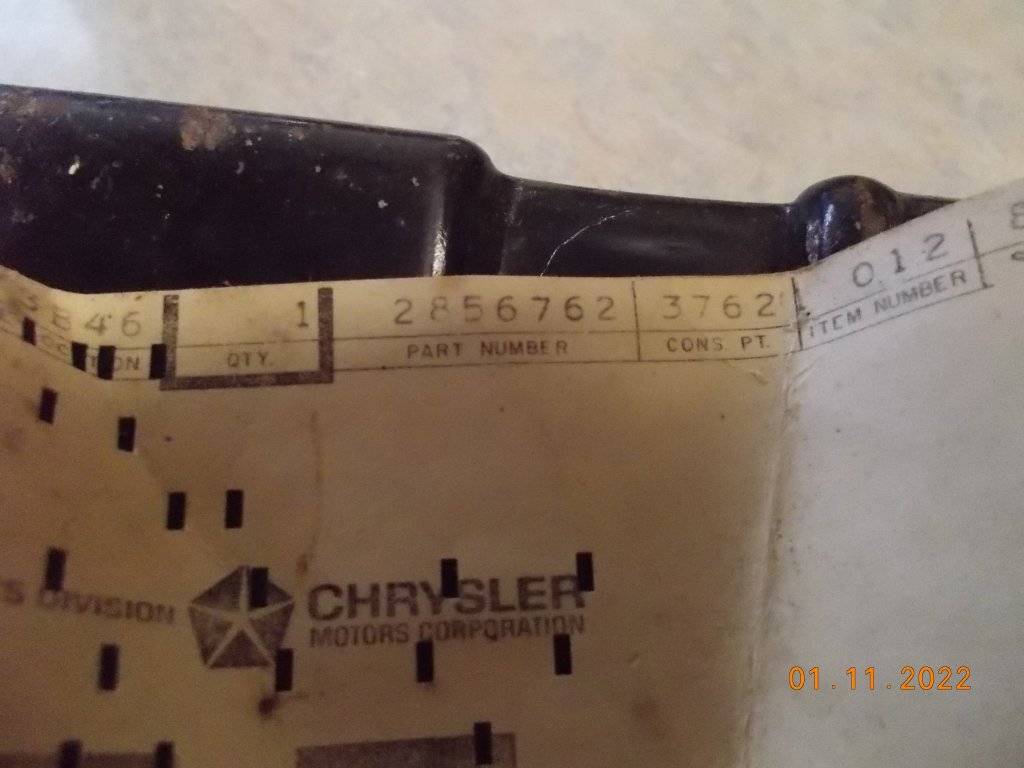 846 1 2856762 3762 012
QTY. PART NUMBER CONS. PT. ITEM NUMBER
DIVISION CHRYSLER
MOTORS CORPORATION
01.11.2022